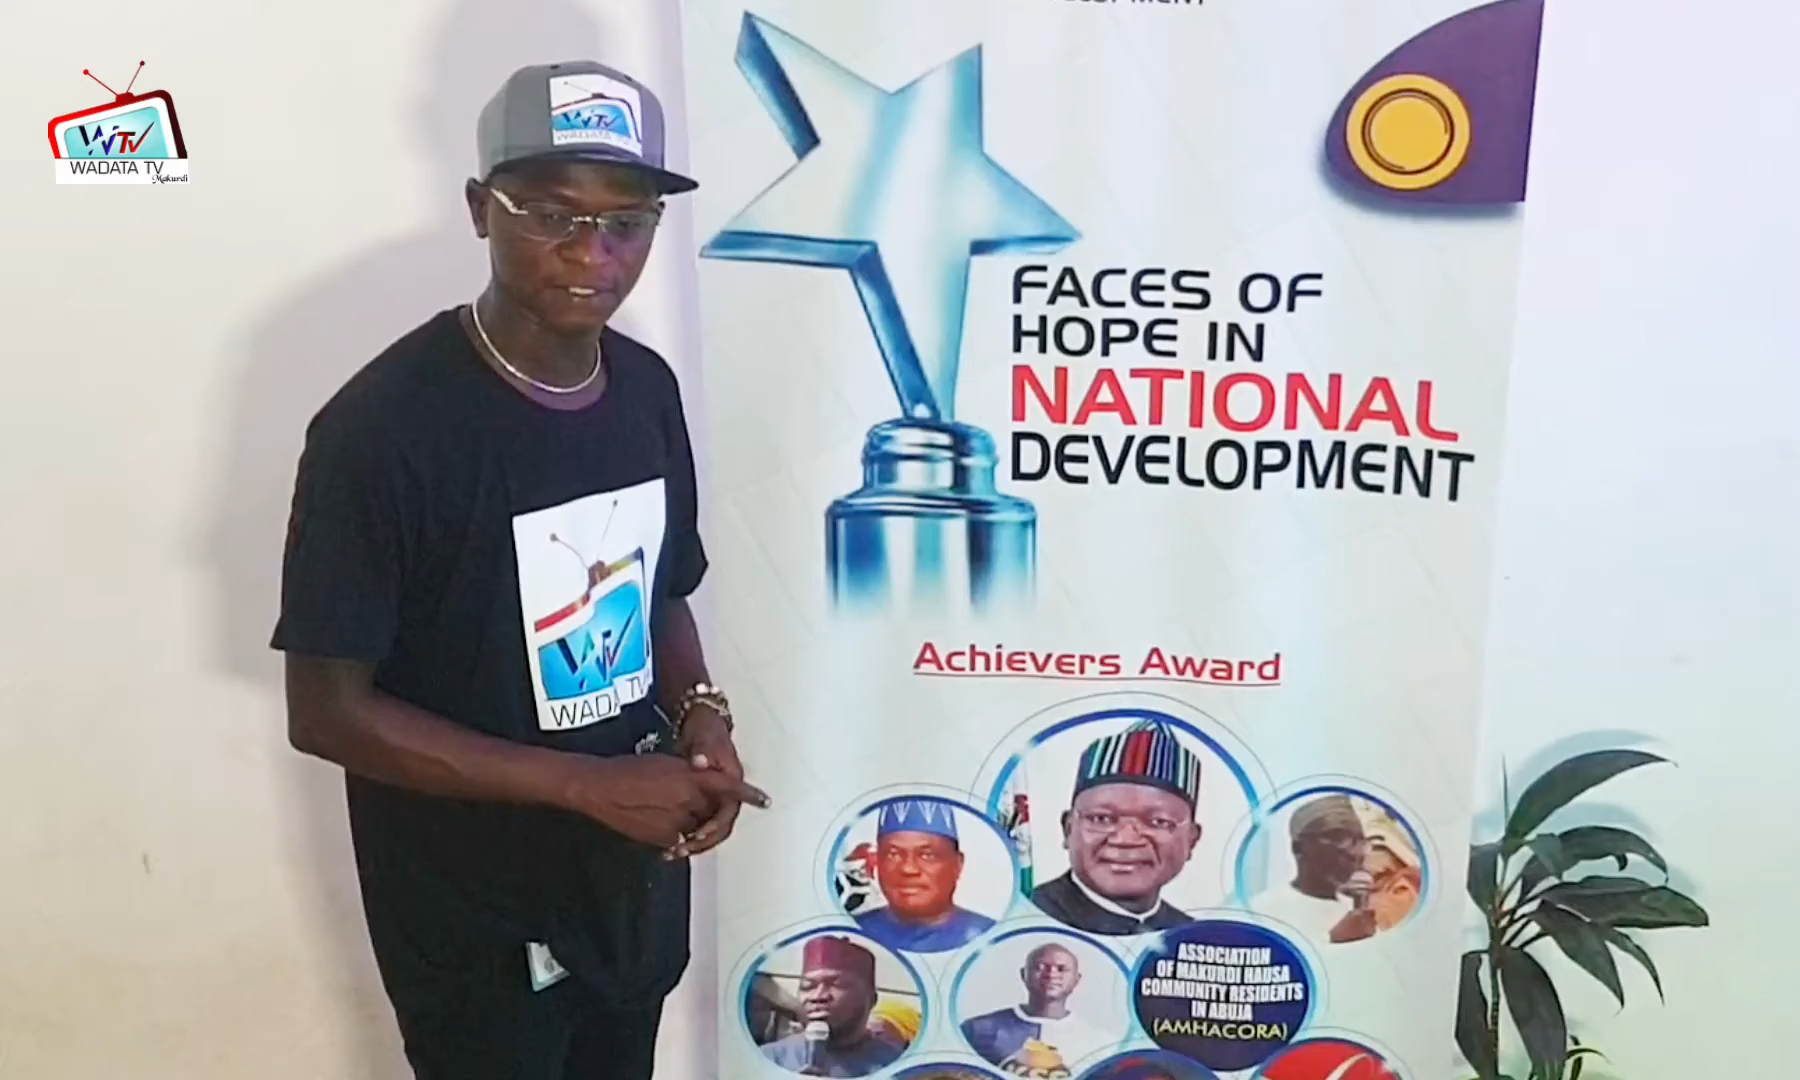 WTV
WADATA TV
Makurdi
WTV
WADATA TV
WTV
FACES OF
HOPE IN
NATIONAL
DEVELOPMENT
Achievers Award
ASSOCIATION
OF MAKURDI HAUSA
COMMUNITY RESIDENTS
IN ABUJA
(AMHACORA)